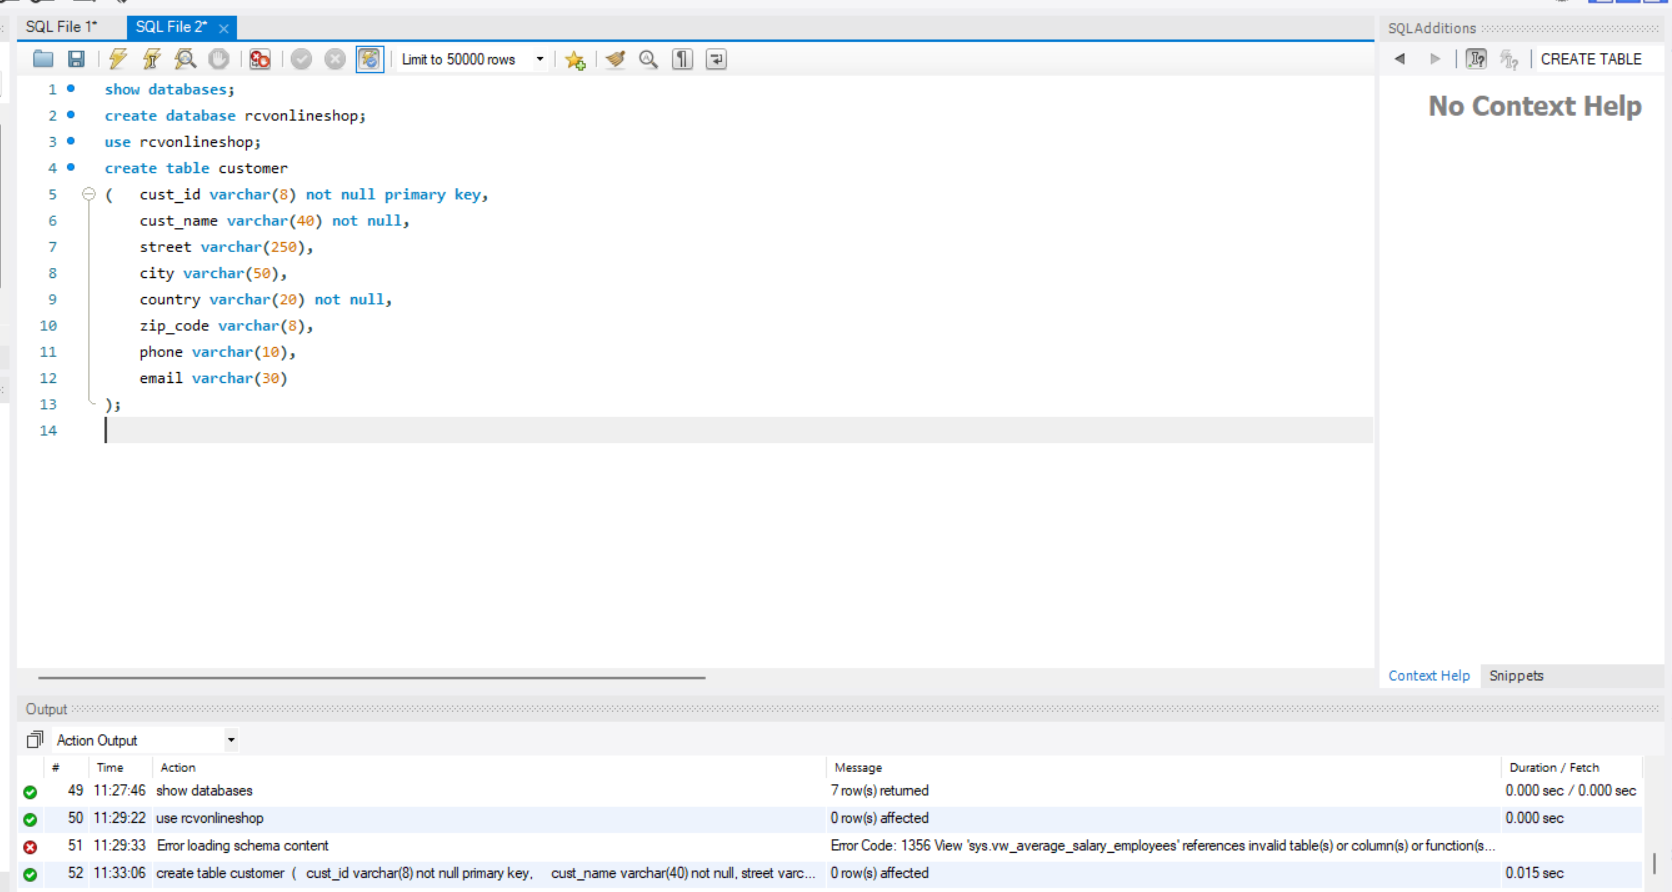 SQL File 1*
SQL File 2*
SQLAdditions
Limit to 50000 rows
CREATE TABLE
No Context Help
1 show databases;
2 create database rcvonlineshop;
3 use rcvonlineshop;
4 create table customer
5 ( cust_id varchar(8) not null primary key,
6 cust_name varchar(40) not null,
7 street varchar(250),
8 city varchar(50),
9 country varchar(20) not null,
10 zip_code varchar(8),
11 phone varchar(10),
12 email varchar(30)
13 );
14
Context Help Snippets
Output
Action Output
# Time Action Message Duration / Fetch
49 11:27:46 show databases 7 row(s) returned 0.000 sec / 0.000 sec
50 11:29:22 use rcvonlineshop 0 row(s) affected 0.000 sec
51 11:29:33 Error loading schema content Error Code: 1356 View 'sys.vw_average_salary_employees' references invalid table(s) or column(s) or function(s...
52 11:33:06 create table customer ( cust_id varchar(8) not null primary key, cust_name varchar(40) not null, street varc... 0 row(s) affected 0.015 sec